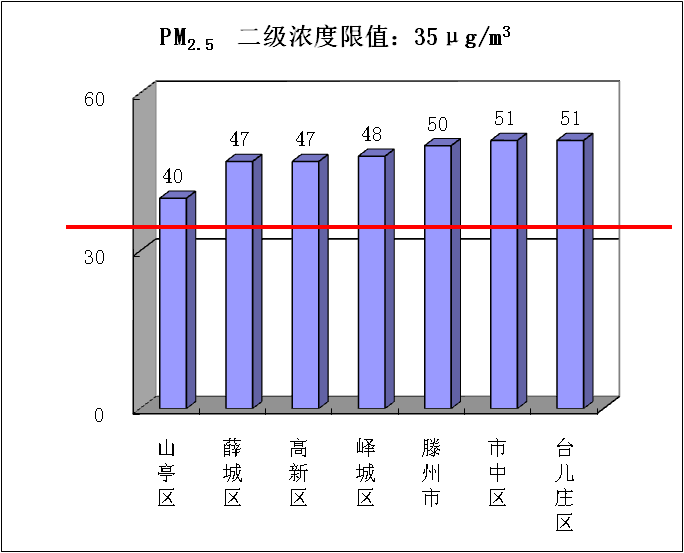 PM2.5 二级浓度限值：35μg/m3
60
30
0
40
47
47
48
50
51
51
山亭区
薛城区
高新区
峄城区
滕州市
市中区
台儿庄区